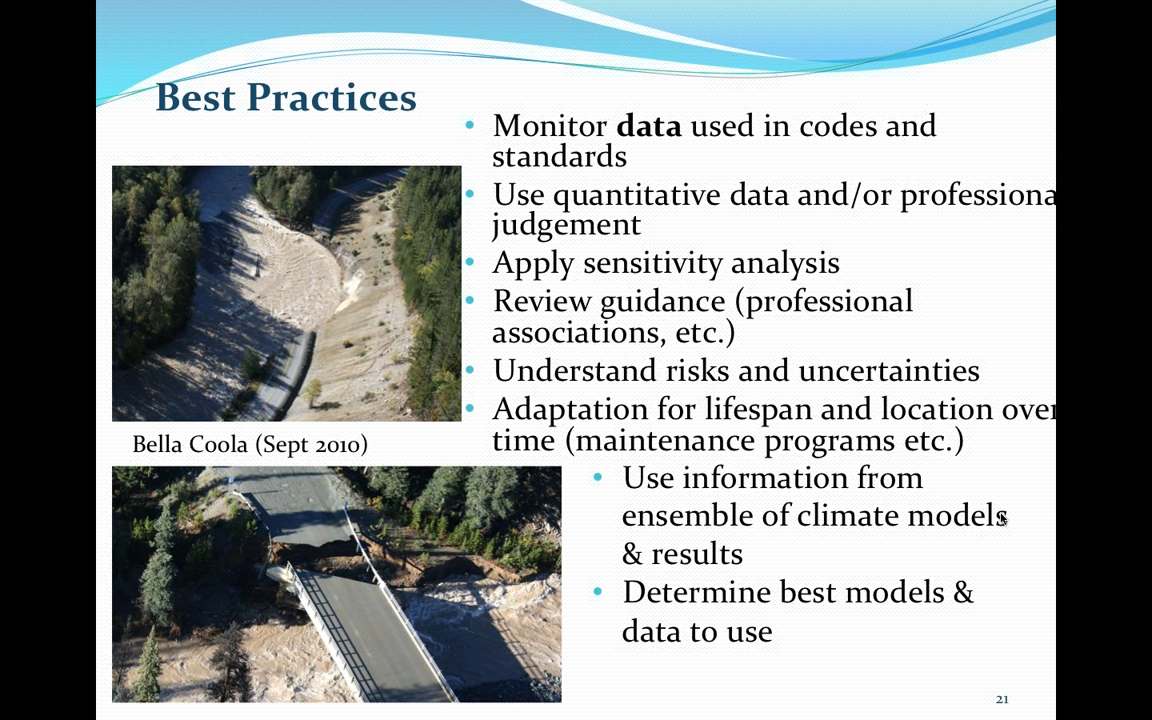 Best Practices
• Monitor data used in codes and
standards
• Use quantitative data and/or professiona
judgement
• Apply sensitivity analysis
• Review guidance (professional
associations, etc.)
• Understand risks and uncertainties
• Adaptation for lifespan and location over
time (maintenance programs etc.)
• Use information from
ensemble of climate models
& results
• Determine best models &
data to use
Bella Coola (Sept 2010)
21